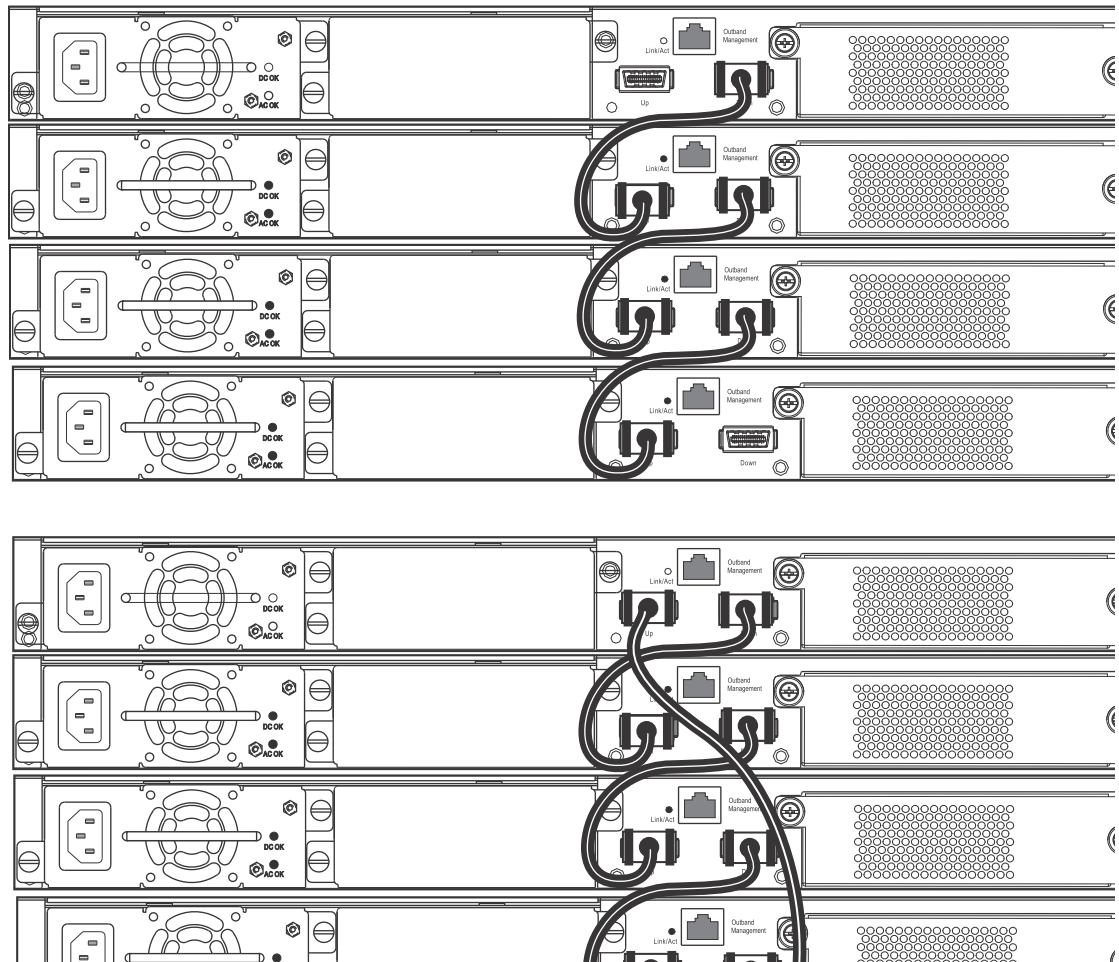 Outband
Management
Link/Act
DC OK
AC OK
Up
Outband
Management
Link/Act
DC OK
AC OK
Outband
Management
Link/Act
DC OK
AC OK
Outband
Management
Link/Act
DC OK
AC OK
Down
Outband
Management
Link/Act
DC OK
AC OK
Up
Outband
Management
DC OK
AC OK
Outband
Management
Link/Act
DC OK
AC OK
Outband
Management
Link/Act